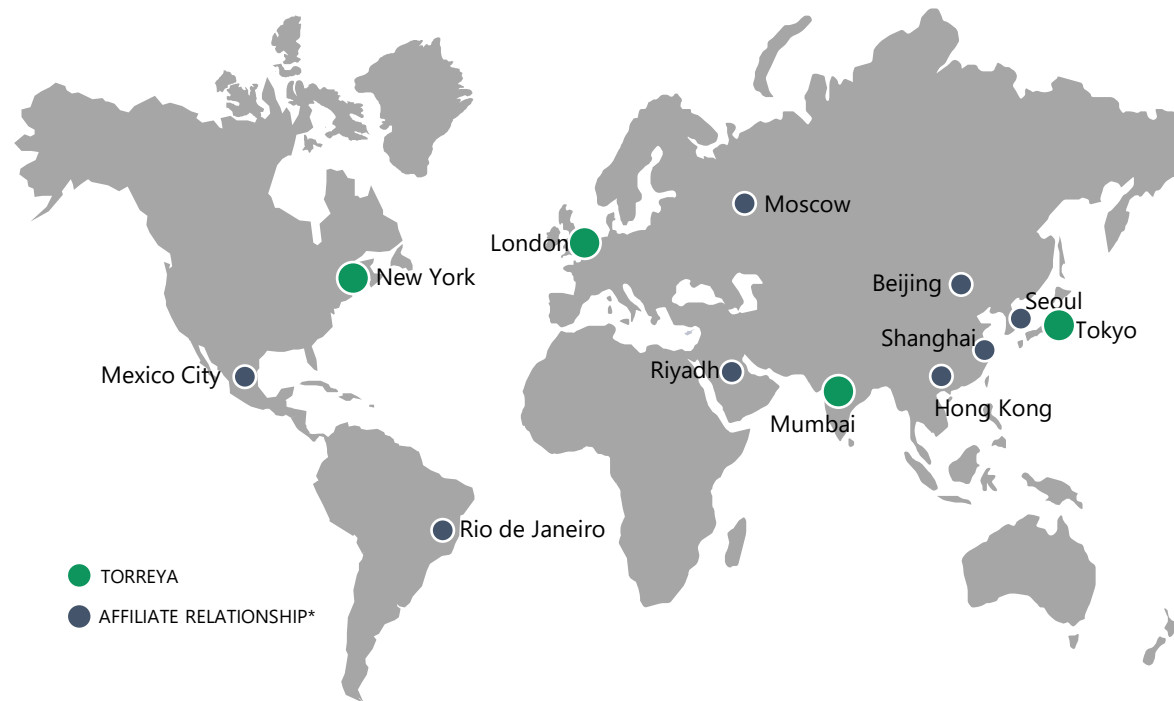 Moscow
London
New York
Beijing
Seoul
Tokyo
Shanghai
Riyadh
Mexico City
Hong Kong
Mumbai
Rio de Janeiro
TORREYA
AFFILIATE RELATIONSHIP*